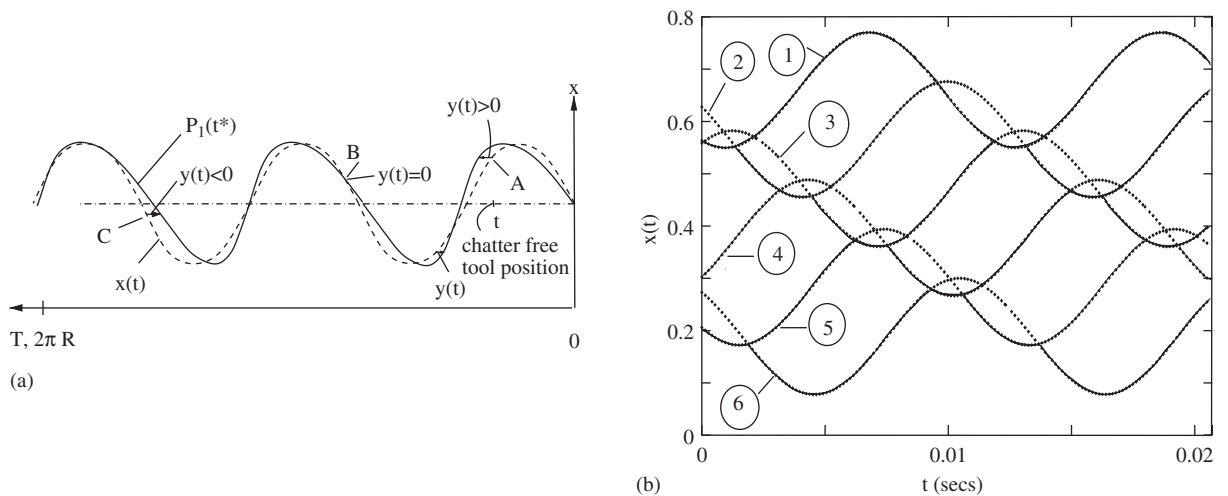 x
y(t)>0
P₁(t*)
B
y(t)<0
y(t)=0
A
C
t
chatter free
tool position
x(t)
y(t)
T, 2π R
0
(a)
0.8
0.6
0.4
0.2
0
x(t)
1
2
3
4
5
6
0
0.01
0.02
t (secs)
(b)